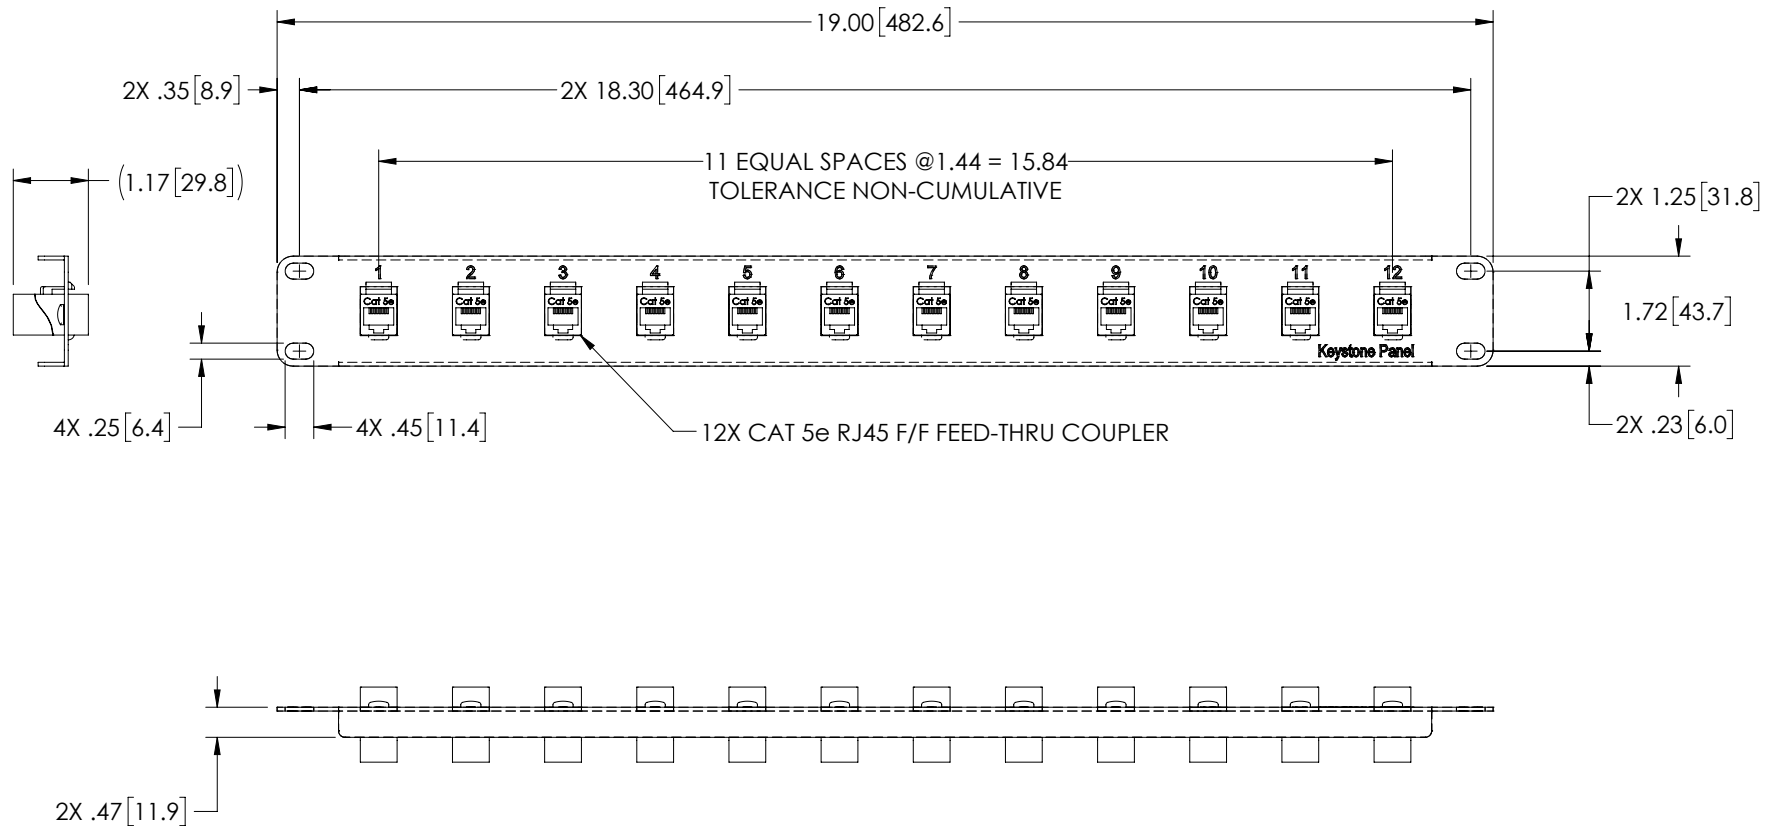 19.00[482.6]
2X .35[8.9]
2X 18.30[464.9]
(1.17[29.8])
11 EQUAL SPACES @1.44 = 15.84
TOLERANCE NON-CUMULATIVE
2X 1.25[31.8]
1 2 3 4 5 6 7 8 9 10 11 12
Cat 5e Cat 5e Cat 5e Cat 5e Cat 5e Cat 5e Cat 5e Cat 5e Cat 5e Cat 5e Cat 5e Cat 5e
1.72[43.7]
Keystone Panel
4X .25[6.4]
4X .45[11.4]
12X CAT 5e RJ45 F/F FEED-THRU COUPLER
2X .23[6.0]
2X .47[11.9]